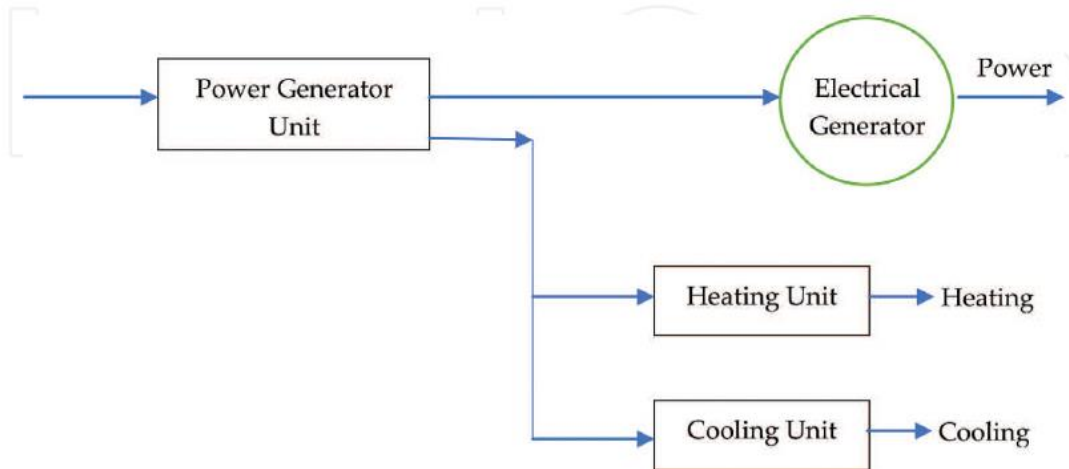 Power Generator
Unit
Electrical
Generator
Power
Heating Unit
Heating
Cooling Unit
Cooling